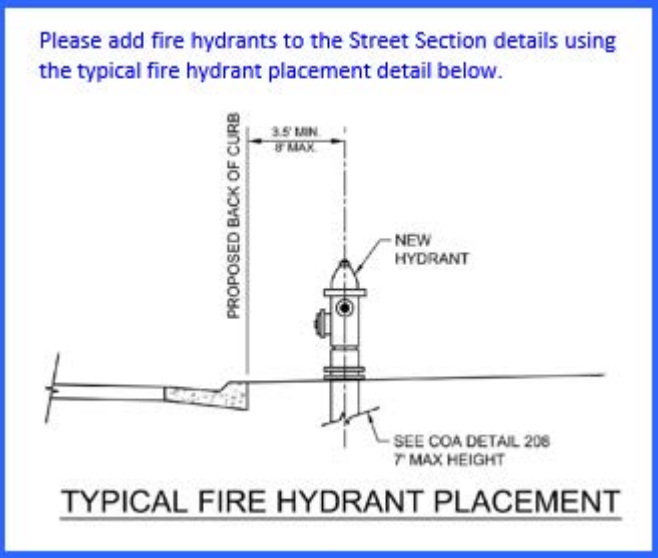 Please add fire hydrants to the Street Section details using
the typical fire hydrant placement detail below.
PROPOSED BACK OF CURB
3.5' MIN.
8' MAX.
NEW
HYDRANT
SEE COA DETAIL 208
7' MAX HEIGHT
TYPICAL FIRE HYDRANT PLACEMENT